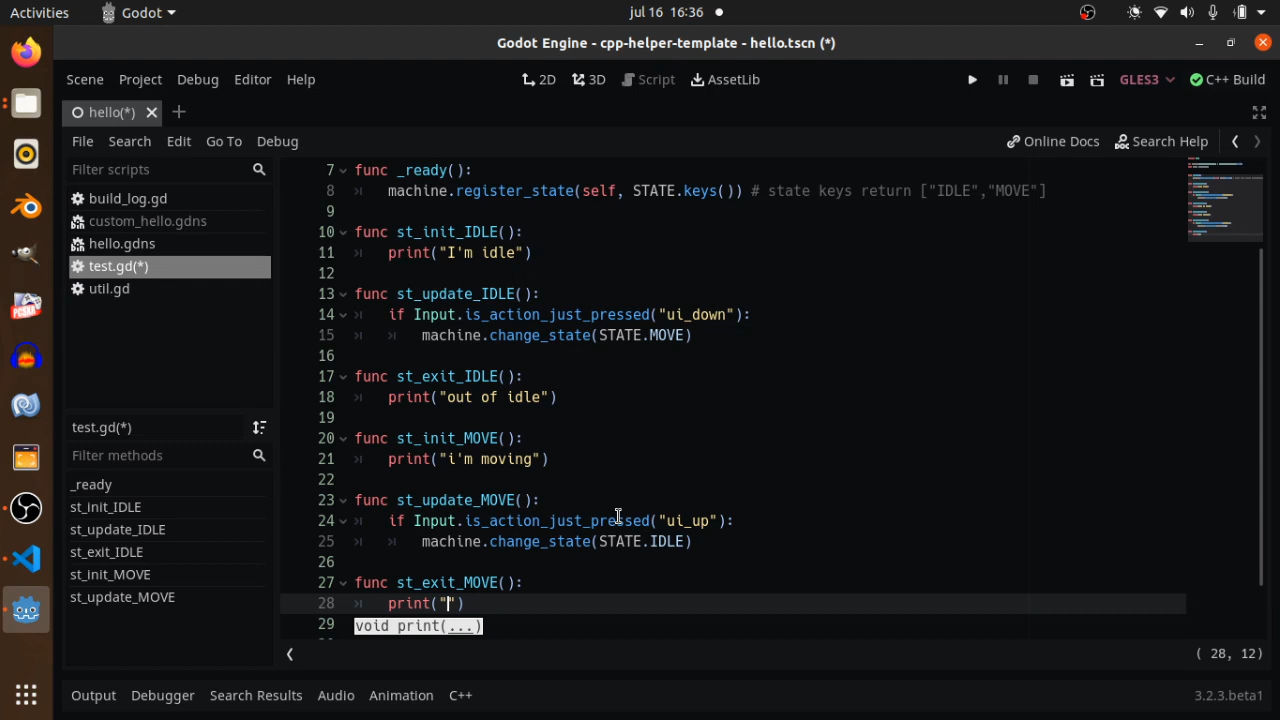 Activities
Godot
jul 16 16:36
Godot Engine - cpp-helper-template - hello.tscn (*)
Scene Project Debug Editor Help
2D 3D Script AssetLib
GLES3 C++ Build
hello(*)
File Search Edit Go To Debug
Online Docs Search Help
Filter scripts
build_log.gd
custom_hello.gdns
hello.gdns
test.gd(*)
util.gd
test.gd(*)
Filter methods
_ready
st_init_IDLE
st_update_IDLE
st_exit_IDLE
st_init_MOVE
st_update_MOVE
7 func _ready():
8 machine.register_state(self, STATE.keys()) # state keys return ["IDLE","MOVE"]
9
10 func st_init_IDLE():
11 print("I'm idle")
12
13 func st_update_IDLE():
14 if Input.is_action_just_pressed("ui_down"):
15 machine.change_state(STATE.MOVE)
16
17 func st_exit_IDLE():
18 print("out of idle")
19
20 func st_init_MOVE():
21 print("i'm moving")
22
23 func st_update_MOVE():
24 if Input.is_action_just_pressed("ui_up"):
25 machine.change_state(STATE.IDLE)
26
27 func st_exit_MOVE():
28 print("")
29 void print(...)
( 28, 12)
Output Debugger Search Results Audio Animation C++
3.2.3.beta1